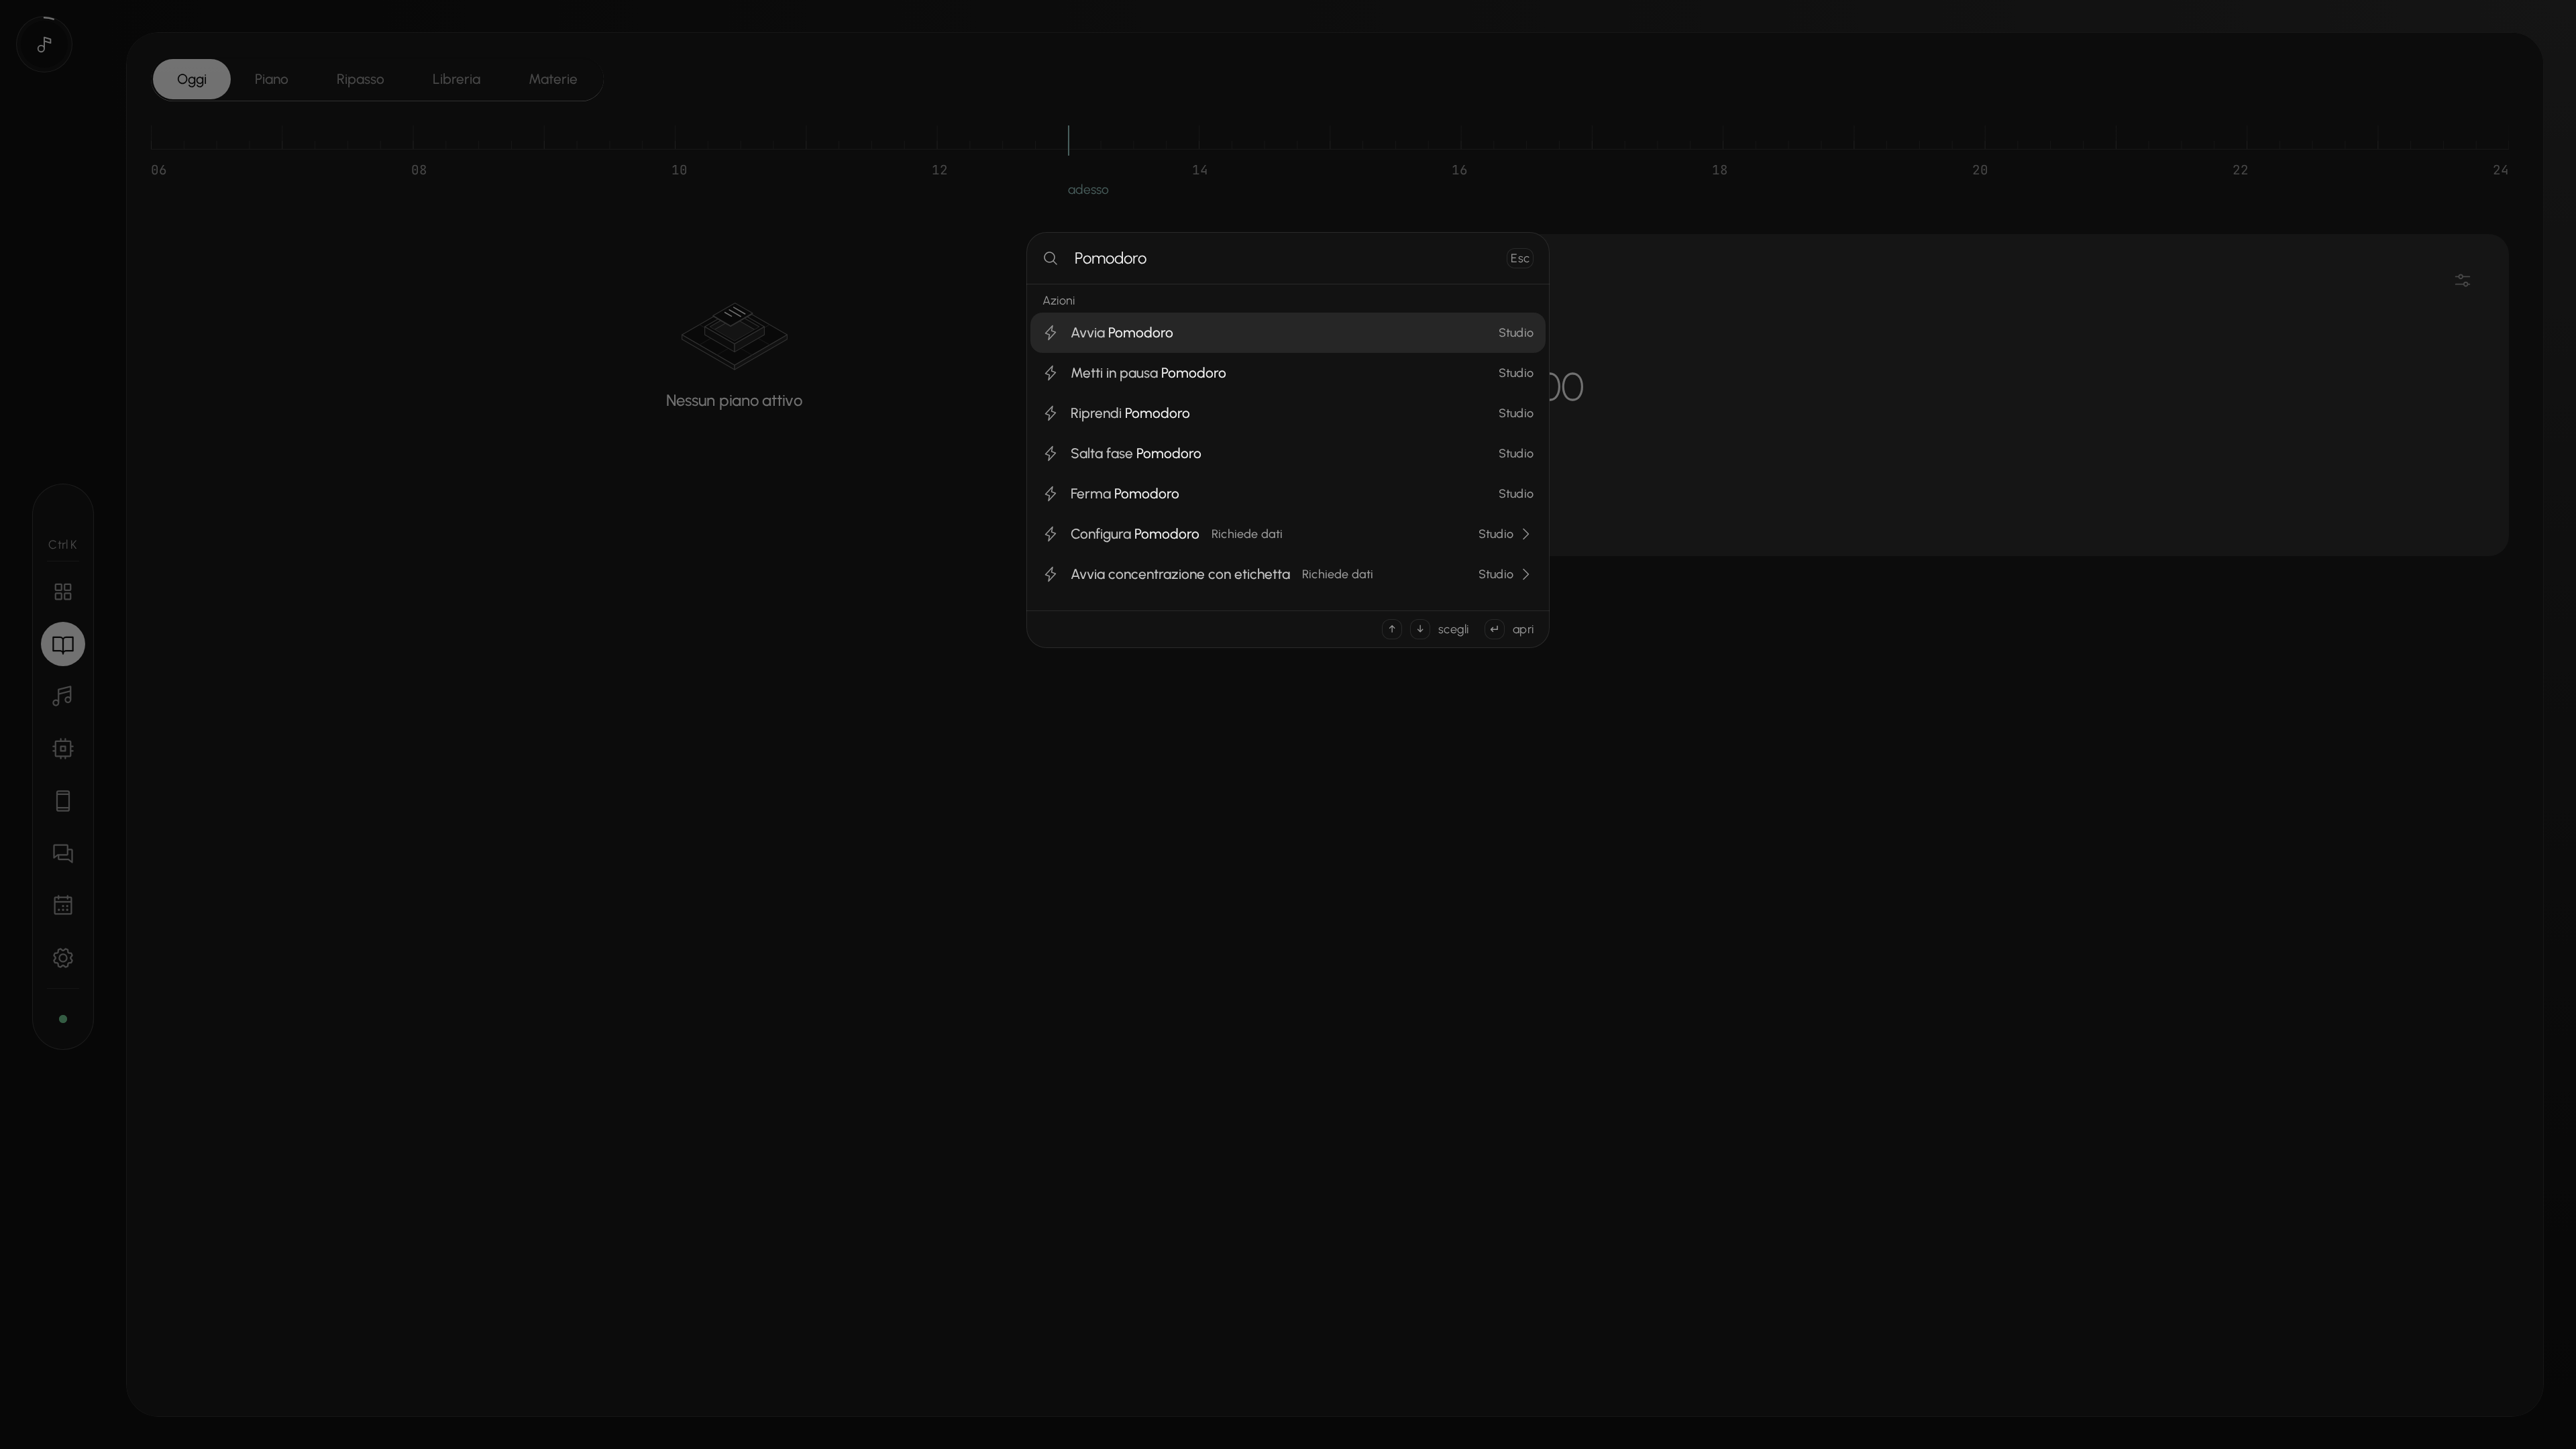 Oggi Piano Ripasso Libreria Materie
06 08 10 12 14 16 18 20 22 24
adesso
Pomodoro Esc
Azioni
Avvia Pomodoro Studio
Metti in pausa Pomodoro Studio
00
Nessun piano attivo
Riprendi Pomodoro Studio
Salta fase Pomodoro Studio
Ferma Pomodoro Studio
Configura Pomodoro Richiede dati Studio
Avvia concentrazione con etichetta Richiede dati Studio
scegli apri
Ctrl K